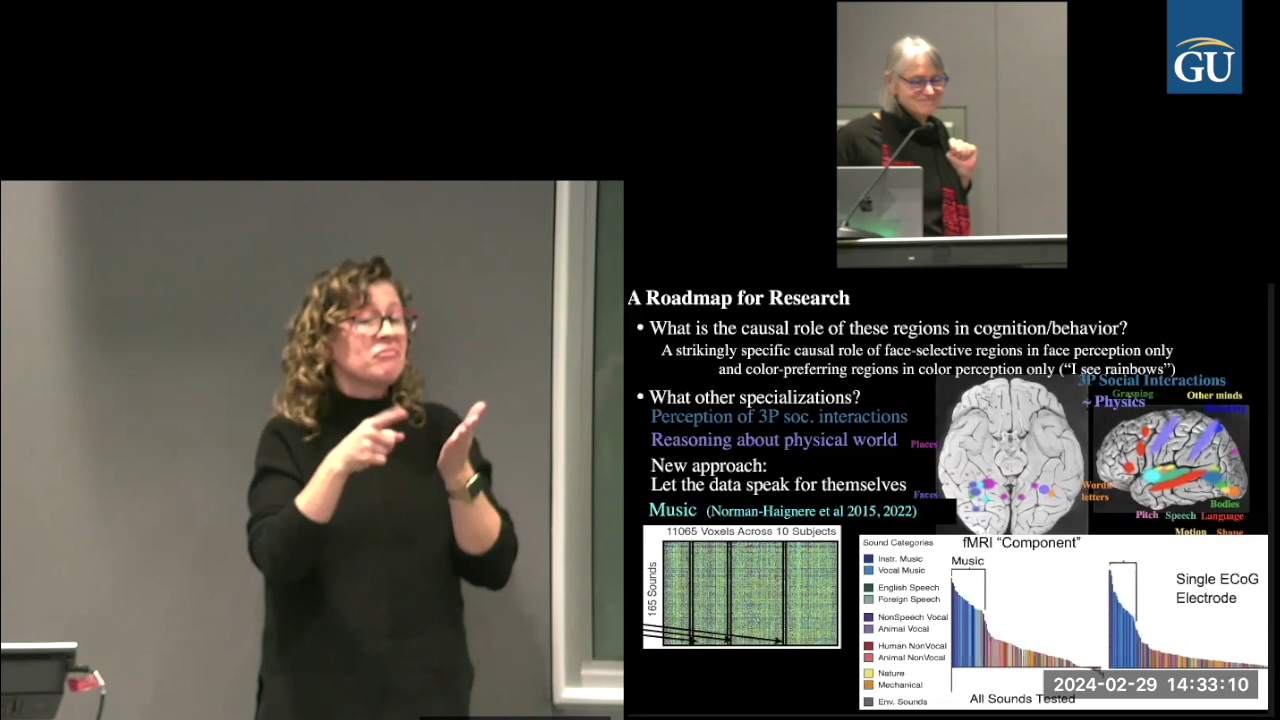 GU
A Roadmap for Research
• What is the causal role of these regions in cognition/behavior?
A strikingly specific causal role of face-selective regions in face perception only
and color-preferring regions in color perception only (“I see rainbows”)
• What other specializations?
Perception of 3P soc. interactions
Reasoning about physical world
New approach:
Let the data speak for themselves
Music (Norman-Haignere et al 2015, 2022)
3P Social Interactions
Grasping
Other minds
~ Physics
Places
Faces
Words
letters
Bodies
Pitch Speech Language
Motion Shape
11065 Voxels Across 10 Subjects
165 Sounds
Sound Categories
Instr. Music
Vocal Music
English Speech
Foreign Speech
NonSpeech Vocal
Animal Vocal
Human NonVocal
Animal NonVocal
Nature
Mechanical
Env. Sounds
fMRI “Component”
Music
Single ECoG
Electrode
All Sounds Tested
2024-02-29 14:33:10